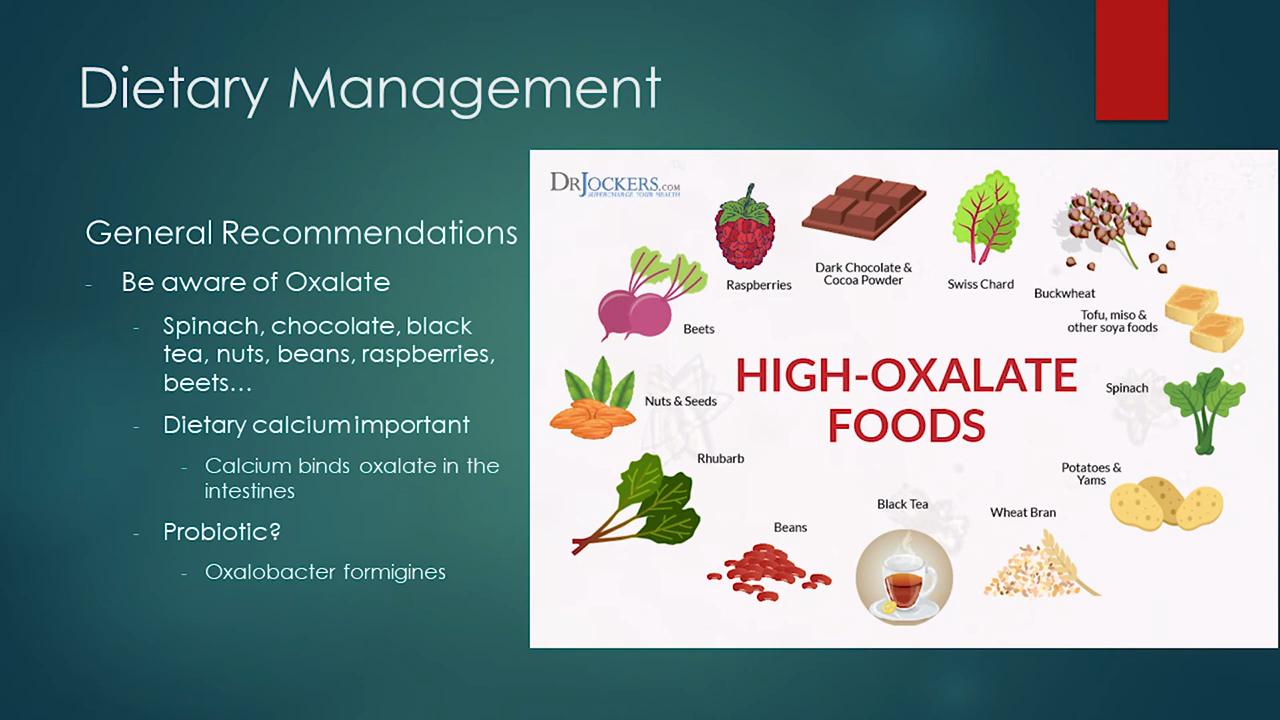 Dietary Management
General Recommendations
- Be aware of Oxalate
- Spinach, chocolate, black
tea, nuts, beans, raspberries,
beets…
- Dietary calcium important
- Calcium binds oxalate in the
intestines
- Probiotic?
- Oxalobacter formigines
DRJOCKERS.COM
SUPERCHARGE YOUR HEALTH
Raspberries
Dark Chocolate &
Cocoa Powder
Swiss Chard
Buckwheat
Tofu, miso &
other soya foods
Beets
HIGH-OXALATE
FOODS
Nuts & Seeds
Spinach
Rhubarb
Potatoes &
Yams
Black Tea
Wheat Bran
Beans